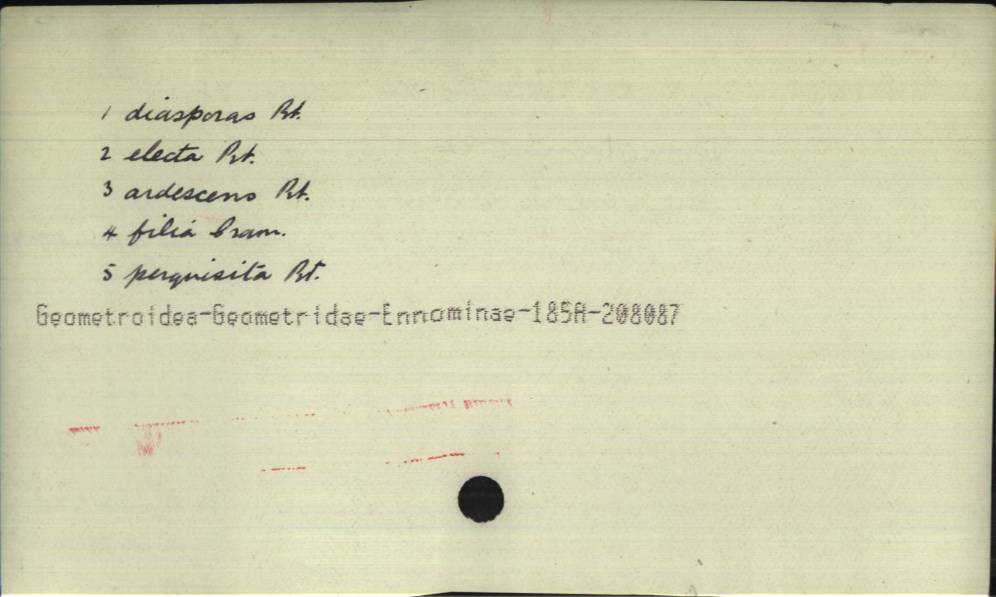 1 diasporas Rt.
2 electa Rt.
3 ardescens Rt.
4 filia Cram.
5 perquisita Rt.
Geometroidea-Geometridae-Ennominae-185A-208087